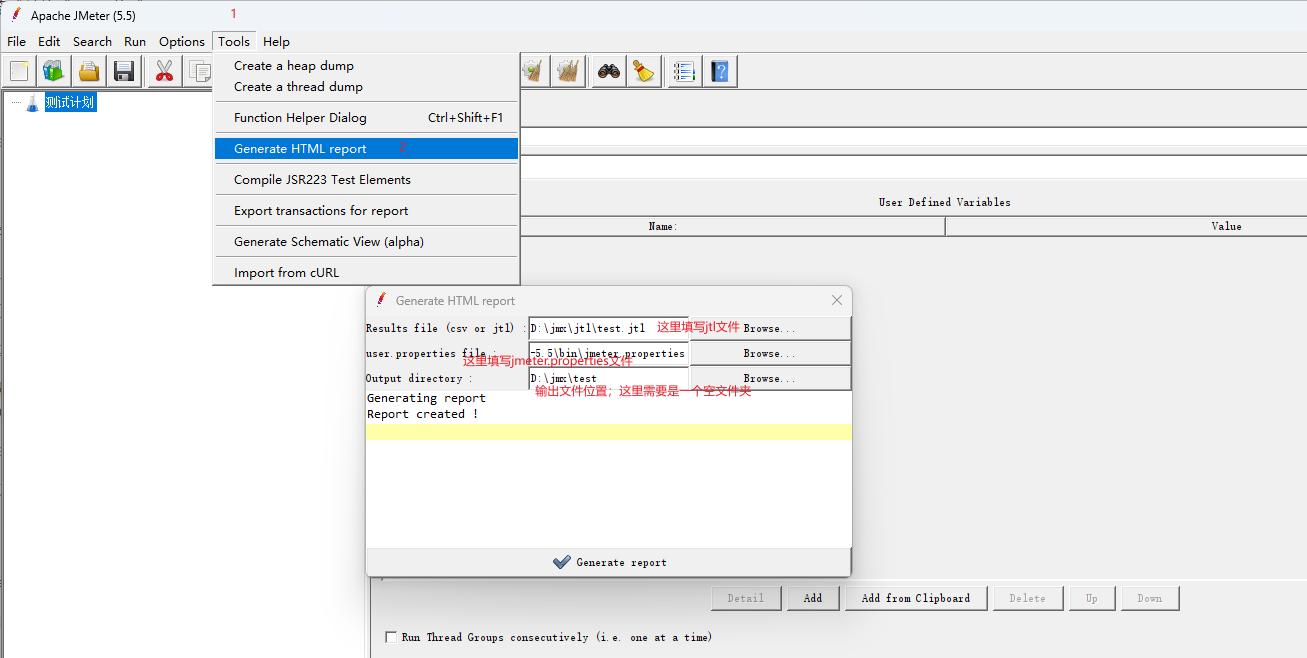 Apache JMeter (5.5)
1
File Edit Search Run Options Tools Help
Create a heap dump
Create a thread dump
测试计划
Function Helper Dialog Ctrl+Shift+F1
Generate HTML report 2
Compile JSR223 Test Elements
Export transactions for report
Generate Schematic View (alpha)
Import from cURL
User Defined Variables
Name: Value
Generate HTML report
Results file (csv or jtl) : D:\jmx\jtl\test.jtl 这里填写jtl文件 Browse...
user.properties file : -5.5\bin\jmeter.properties Browse...
这里填写jmeter.properties文件
Output directory : D:\jmx\test Browse...
输出文件位置；这里需要是一个空文件夹
Generating report
Report created !
Generate report
Detail Add Add from Clipboard Delete Up Down
Run Thread Groups consecutively (i.e. one at a time)